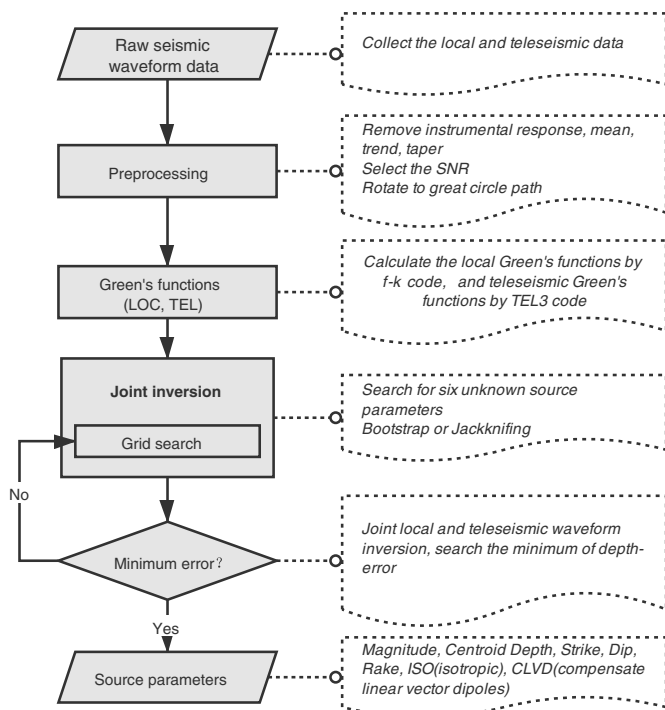 Raw seismic
waveform data
Collect the local and teleseismic data
Preprocessing
Remove instrumental response, mean,
trend, taper
Select the SNR
Rotate to great circle path
Green's functions
(LOC, TEL)
Calculate the local Green's functions by
f-k code, and teleseismic Green's
functions by TEL3 code
Joint inversion
Grid search
Search for six unknown source
parameters
Bootstrap or Jackknifing
No
Minimum error?
Joint local and teleseismic waveform
inversion, search the minimum of depth-
error
Yes
Source parameters
Magnitude, Centroid Depth, Strike, Dip,
Rake, ISO(isotropic), CLVD(compensate
linear vector dipoles)